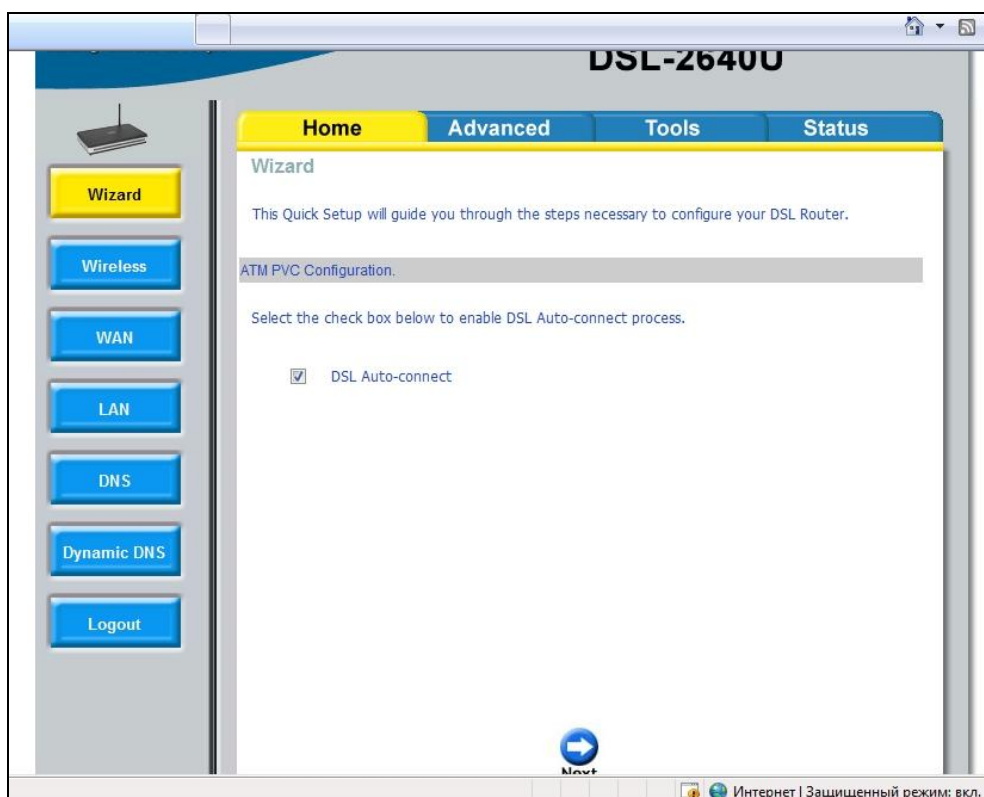 DSL-2640U
Home Advanced Tools Status
Wizard
Wizard
This Quick Setup will guide you through the steps necessary to configure your DSL Router.
Wireless
ATM PVC Configuration.
Select the check box below to enable DSL Auto-connect process.
WAN
DSL Auto-connect
LAN
DNS
Dynamic DNS
Logout
Next
Интернет | Защищенный режим: вкл.